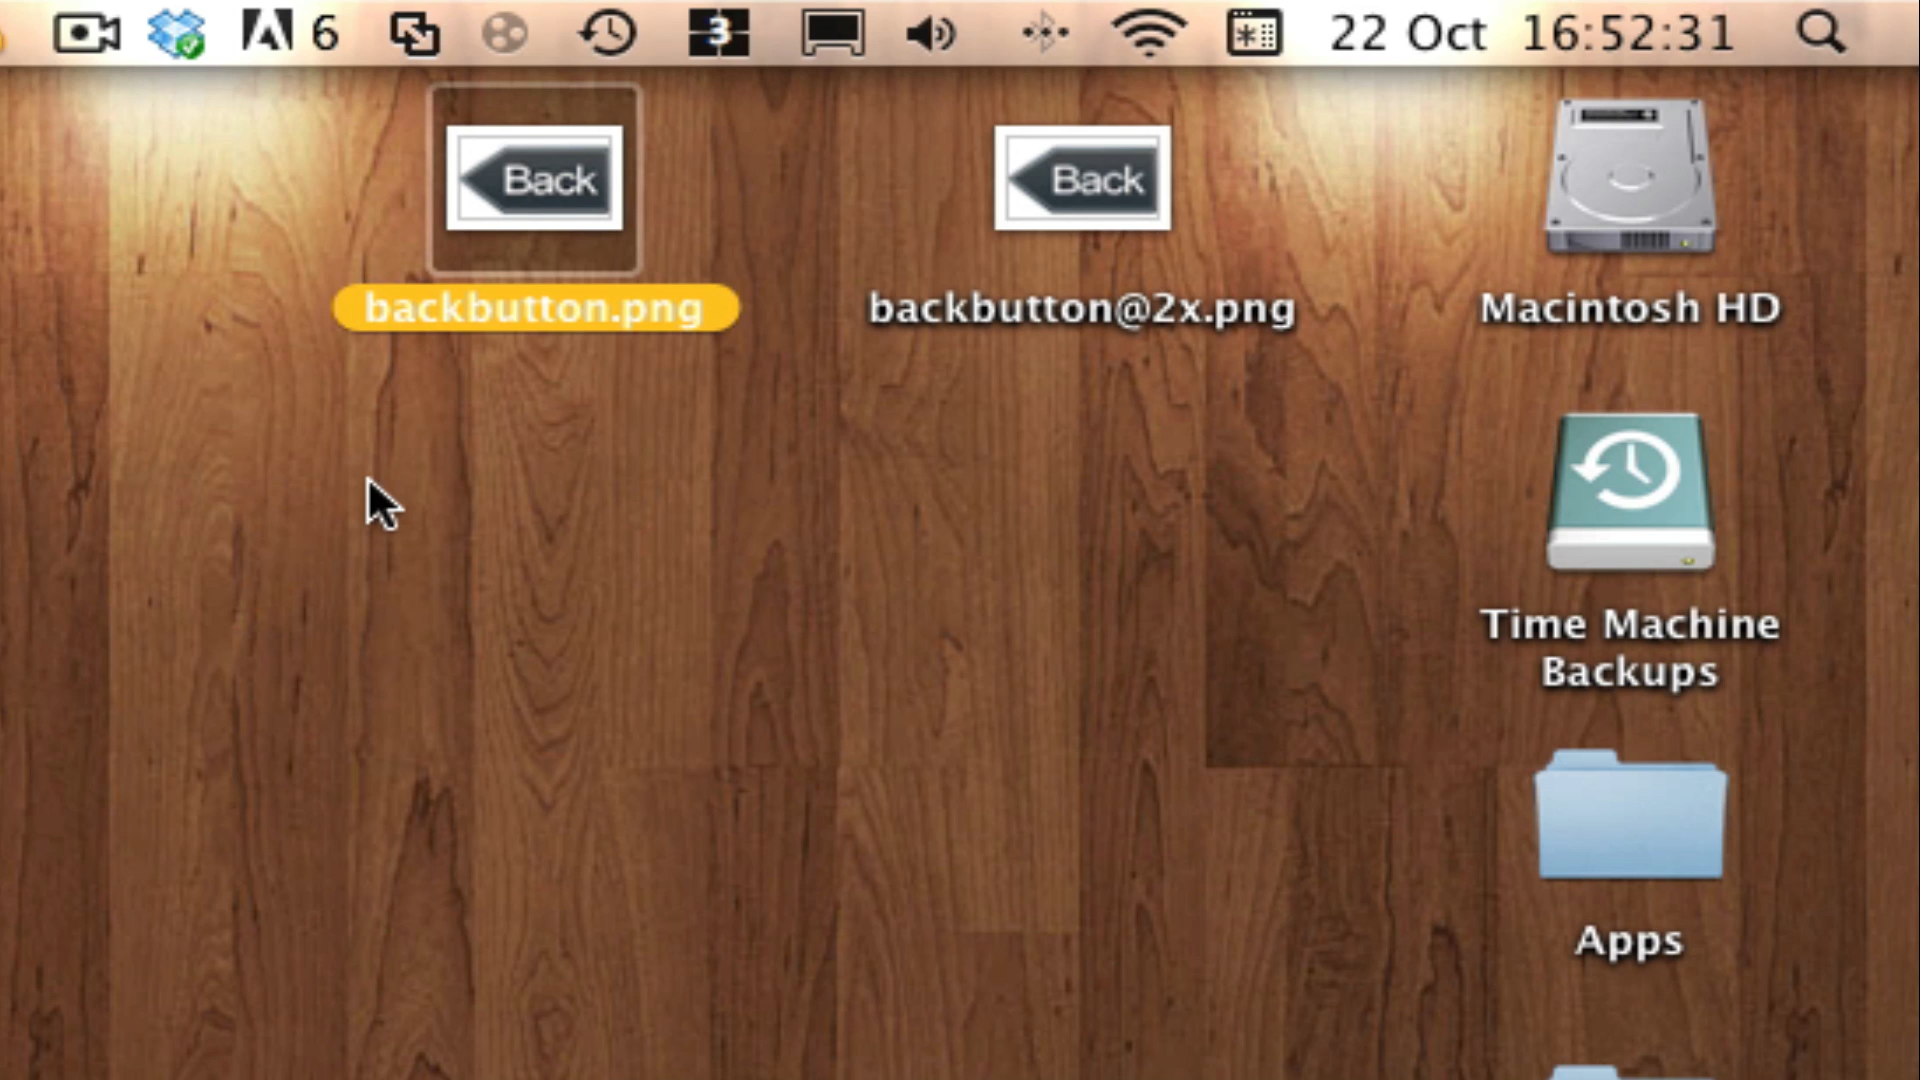 6
3
22 Oct 16:52:31
Back
Back
backbutton.png
backbutton@2x.png
Macintosh HD
Time Machine
Backups
Apps